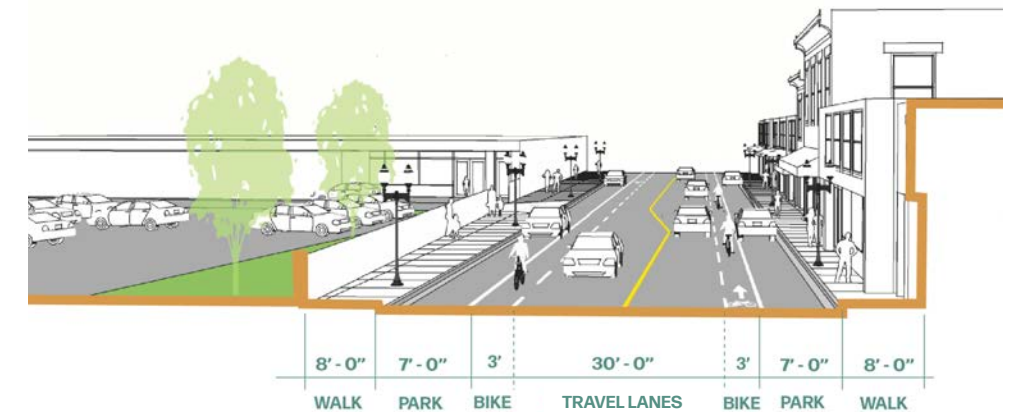 8' - 0" 7' - 0" 3' 30' - 0" 3' 7' - 0" 8' - 0"
WALK PARK BIKE TRAVEL LANES BIKE PARK WALK